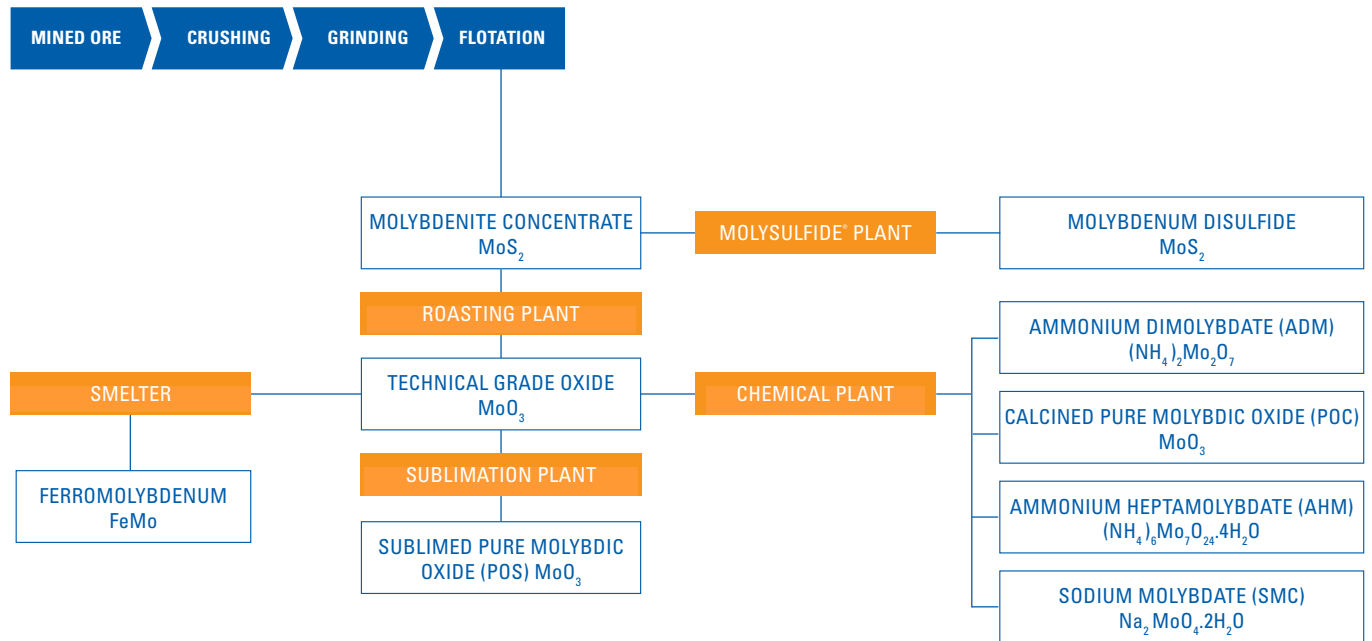 MINED ORE
CRUSHING
GRINDING
FLOTATION
MOLYBDENITE CONCENTRATE
MoS₂
MOLYSULFIDE® PLANT
MOLYBDENUM DISULFIDE
MoS₂
ROASTING PLANT
SMELTER
TECHNICAL GRADE OXIDE
MoO₃
CHEMICAL PLANT
AMMONIUM DIMOLYBDATE (ADM)
(NH₄)₂Mo₂O₇
CALCINED PURE MOLYBDIC OXIDE (POC)
MoO₃
FERROMOLYBDENUM
FeMo
SUBLIMATION PLANT
SUBLIMED PURE MOLYBDIC
OXIDE (POS) MoO₃
AMMONIUM HEPTAMOLYBDATE (AHM)
(NH₄)₆Mo₇O₂₄.4H₂O
SODIUM MOLYBDATE (SMC)
Na₂MoO₄.2H₂O